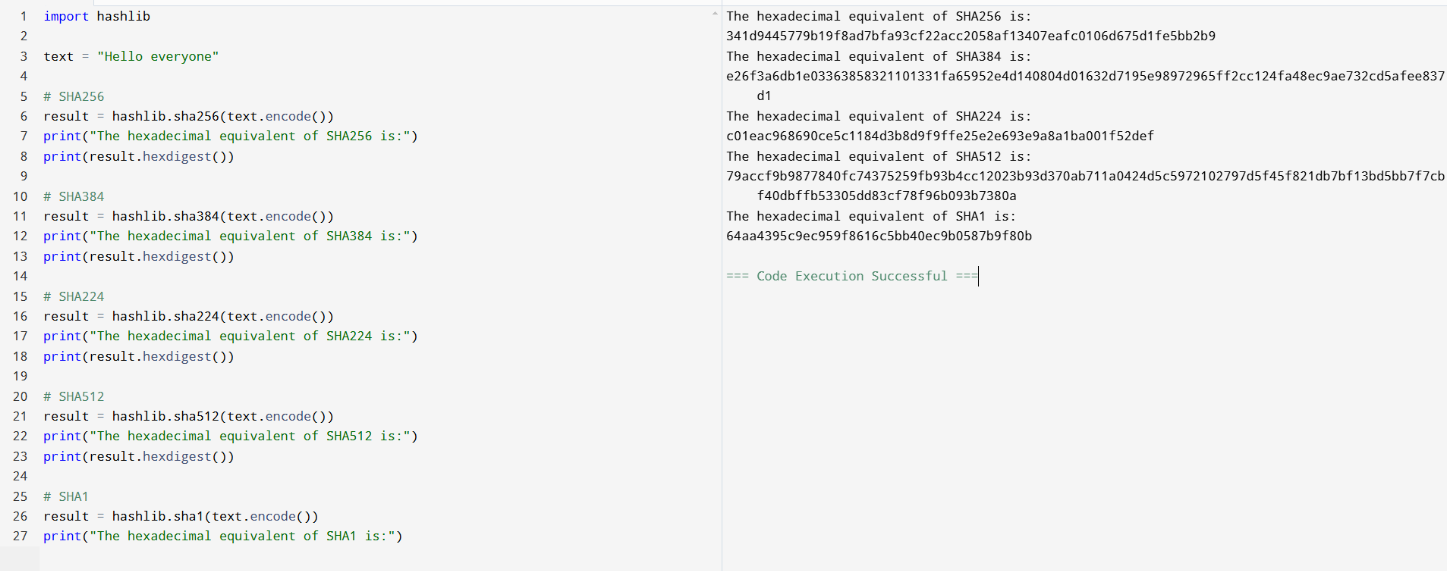 1 import hashlib
2
3 text = "Hello everyone"
4
5 # SHA256
6 result = hashlib.sha256(text.encode())
7 print("The hexadecimal equivalent of SHA256 is:")
8 print(result.hexdigest())
9
10 # SHA384
11 result = hashlib.sha384(text.encode())
12 print("The hexadecimal equivalent of SHA384 is:")
13 print(result.hexdigest())
14
15 # SHA224
16 result = hashlib.sha224(text.encode())
17 print("The hexadecimal equivalent of SHA224 is:")
18 print(result.hexdigest())
19
20 # SHA512
21 result = hashlib.sha512(text.encode())
22 print("The hexadecimal equivalent of SHA512 is:")
23 print(result.hexdigest())
24
25 # SHA1
26 result = hashlib.sha1(text.encode())
27 print("The hexadecimal equivalent of SHA1 is:")
The hexadecimal equivalent of SHA256 is:
341d9445779b19f8ad7bfa93cf22acc2058af13407eafc0106d675d1fe5bb2b9
The hexadecimal equivalent of SHA384 is:
e26f3a6db1e03363858321101331fa65952e4d140804d01632d7195e98972965ff2cc124fa48ec9ae732cd5afee837
d1
The hexadecimal equivalent of SHA224 is:
c01eac968690ce5c1184d3b8d9f9ffe25e2e693e9a8a1ba001f52def
The hexadecimal equivalent of SHA512 is:
79accf9b9877840fc74375259fb93b4cc12023b93d370ab711a0424d5c5972102797d5f45f821db7bf13bd5bb7f7cb
f40dbffb53305dd83cf78f96b093b7380a
The hexadecimal equivalent of SHA1 is:
64aa4395c9ec959f8616c5bb40ec9b0587b9f80b
=== Code Execution Successful ===